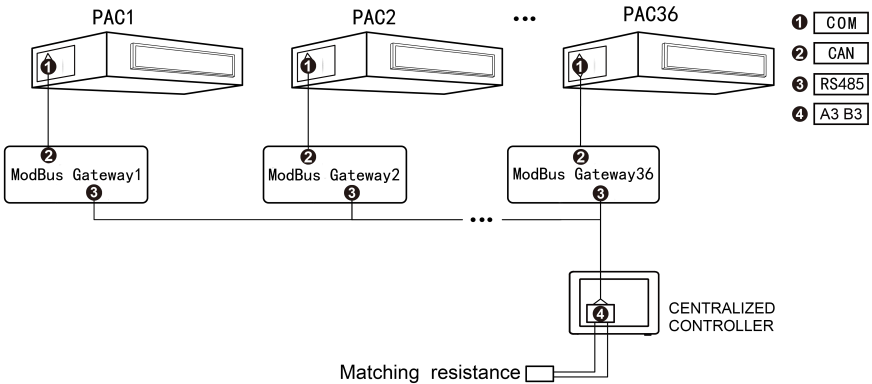 PAC1
PAC2
•••
PAC36
❶ COM
❷ CAN
❸ RS485
❹ A3 B3
❶
❶
❶
❷
❷
❷
ModBus Gateway1
ModBus Gateway2
ModBus Gateway36
❸
❸
❸
•••
❹
CENTRALIZED
CONTROLLER
Matching resistance